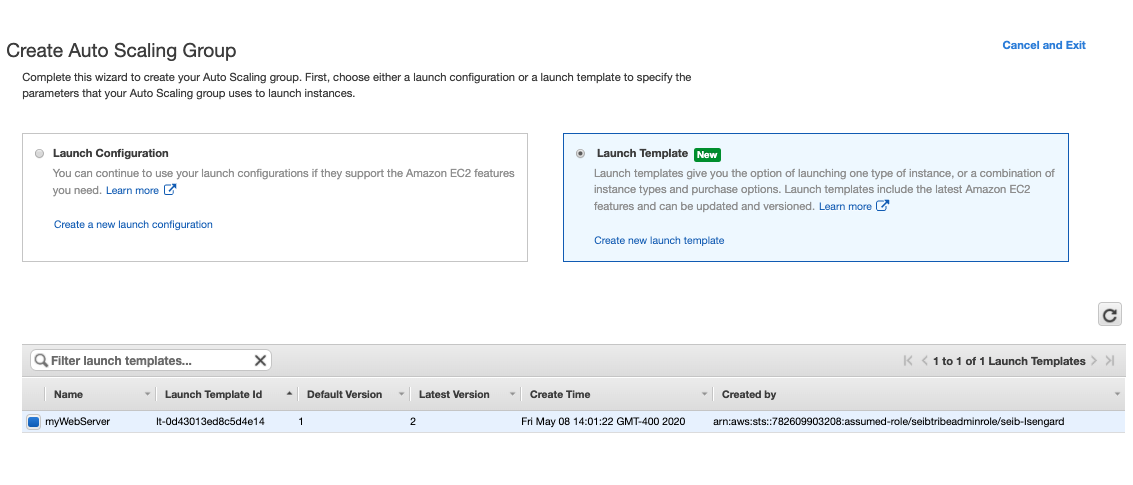 Create Auto Scaling Group
Cancel and Exit
Complete this wizard to create your Auto Scaling group. First, choose either a launch configuration or a launch template to specify the
parameters that your Auto Scaling group uses to launch instances.
Launch Configuration
You can continue to use your launch configurations if they support the Amazon EC2 features
you need. Learn more
Create a new launch configuration
Launch Template New
Launch templates give you the option of launching one type of instance, or a combination of
instance types and purchase options. Launch templates include the latest Amazon EC2
features and can be updated and versioned. Learn more
Create new launch template
Filter launch templates...
1 to 1 of 1 Launch Templates
Name Launch Template Id Default Version Latest Version Create Time Created by
myWebServer lt-0d43013ed8c5d4e14 1 2 Fri May 08 14:01:22 GMT-400 2020 arn:aws:sts::782609903208:assumed-role/seibtribeadminrole/seib-Isengard